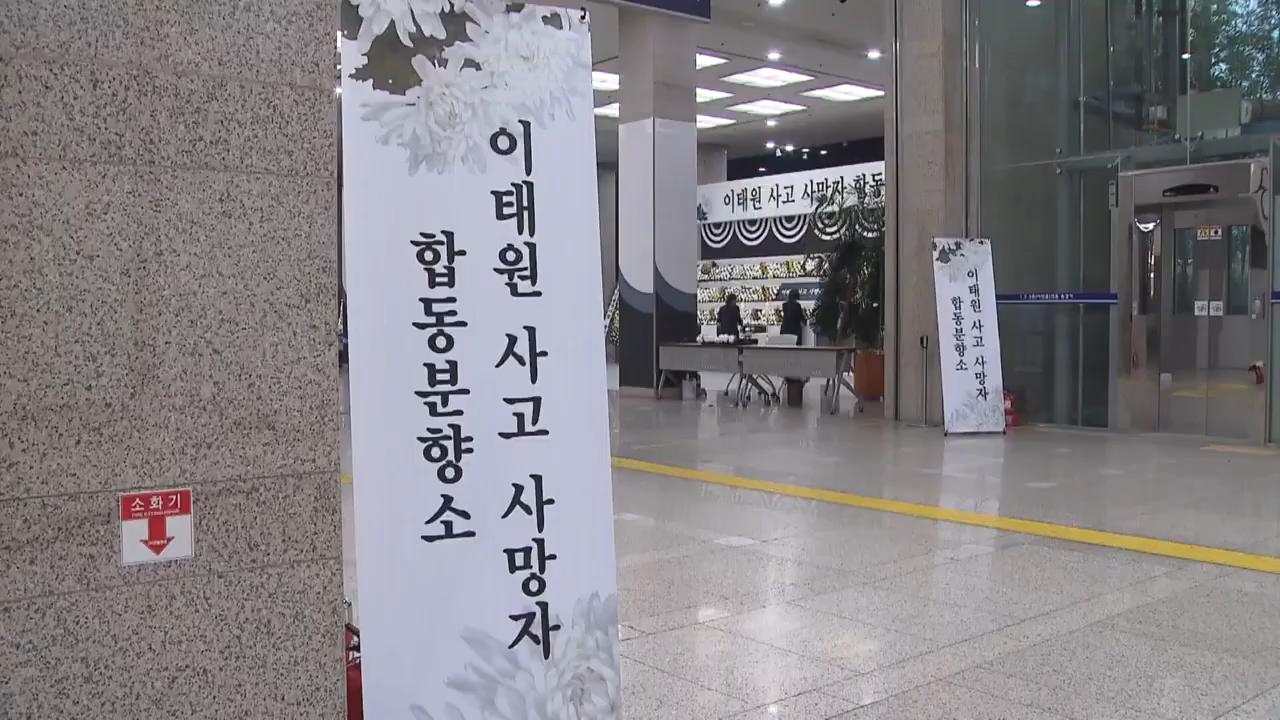 이태원 사고 사망자
합동분향소
이태원 사고 사망자 합동
이태원 사고 사망자
합동분향소
소화기
FIRE EXTINGUISHER